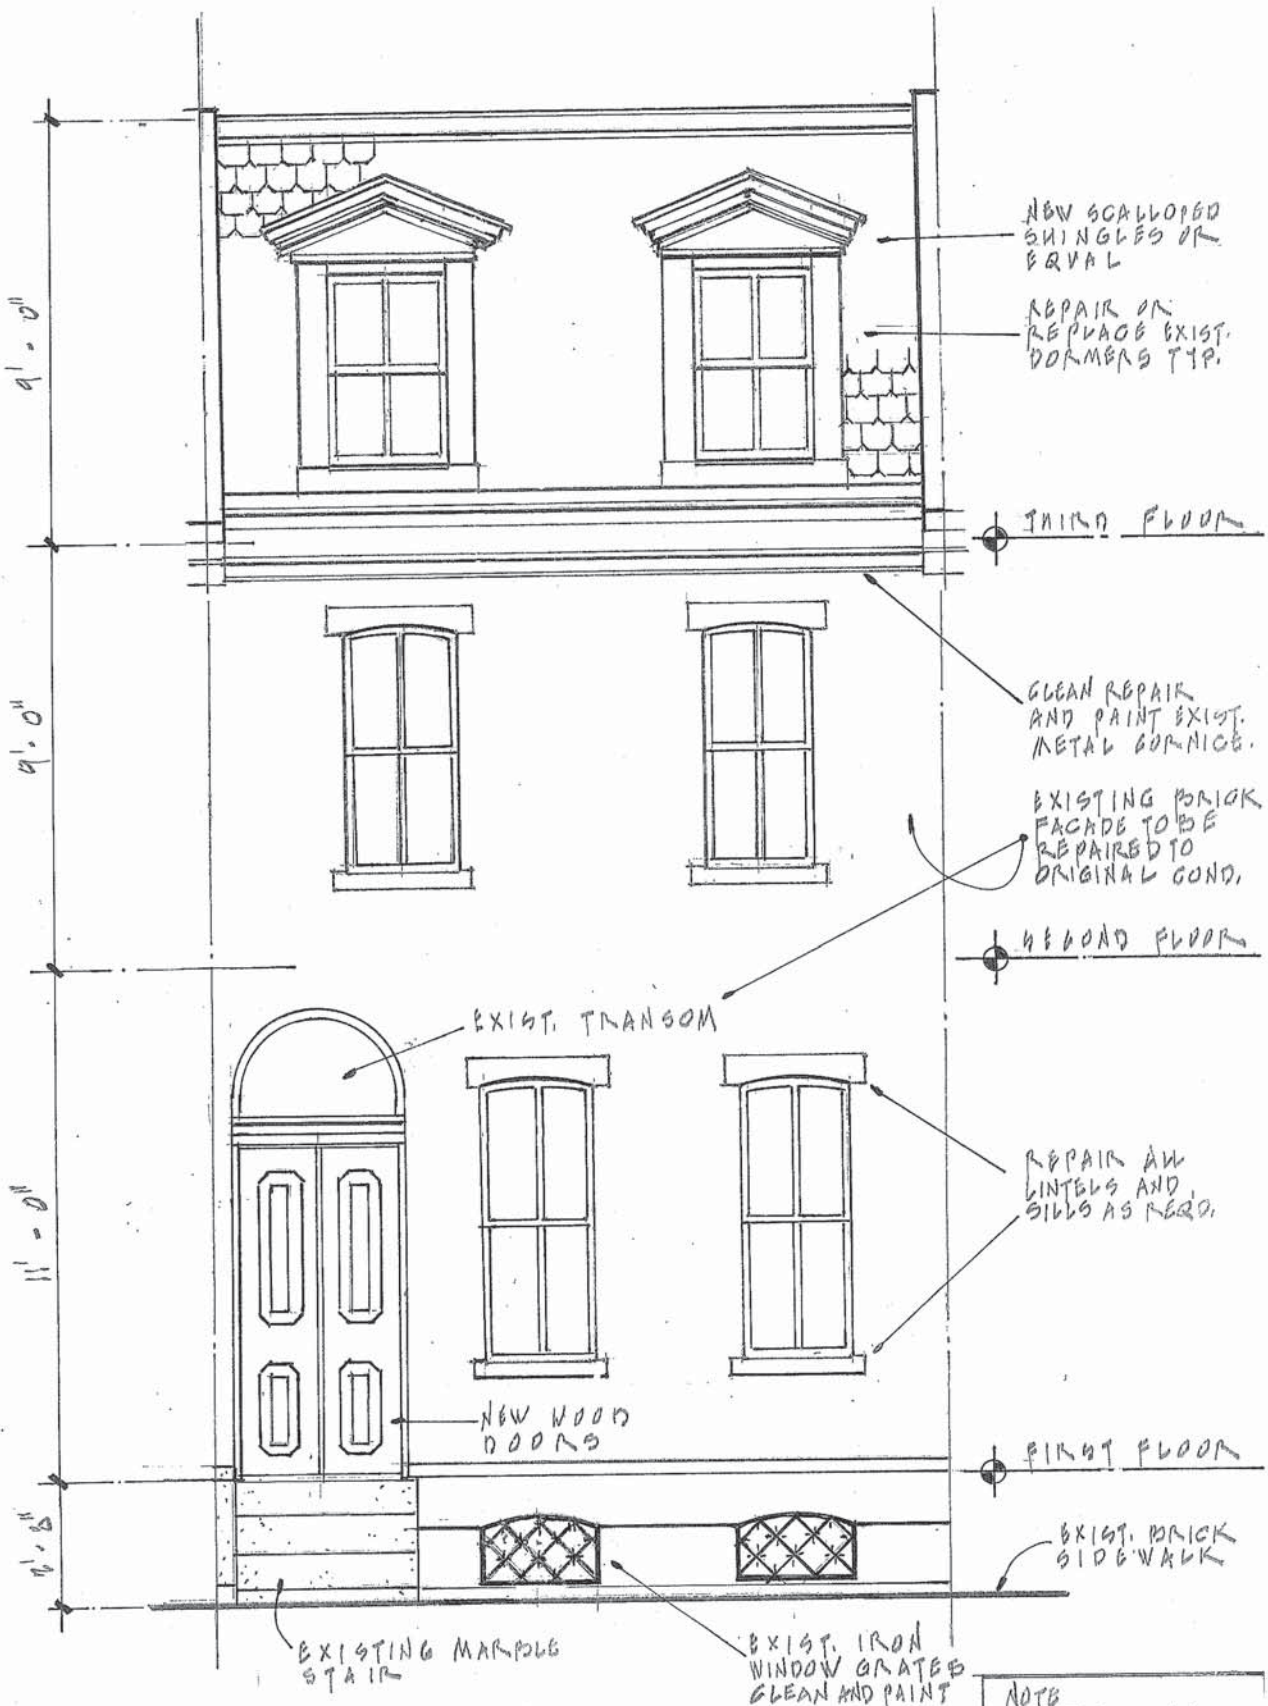 NEW SCALLOPED
SHINGLES OR
EQUAL
9'-0"
REPAIR OR
REPLACE EXIST.
DORMERS TYP.
THIRD FLOOR
CLEAN REPAIR
AND PAINT EXIST.
METAL CORNICE.
9'-0"
EXISTING BRICK
FACADE TO BE
REPAIRED TO
ORIGINAL COND.
SECOND FLOOR
EXIST. TRANSOM
REPAIR ALL
LINTELS AND
SILLS AS REQD.
11'-0"
NEW WOOD
DOORS
FIRST FLOOR
2'-8"
EXIST. BRICK
SIDEWALK
EXISTING MARBLE
STAIR
EXIST. IRON
WINDOW GRATES
CLEAN AND PAINT
NOTE